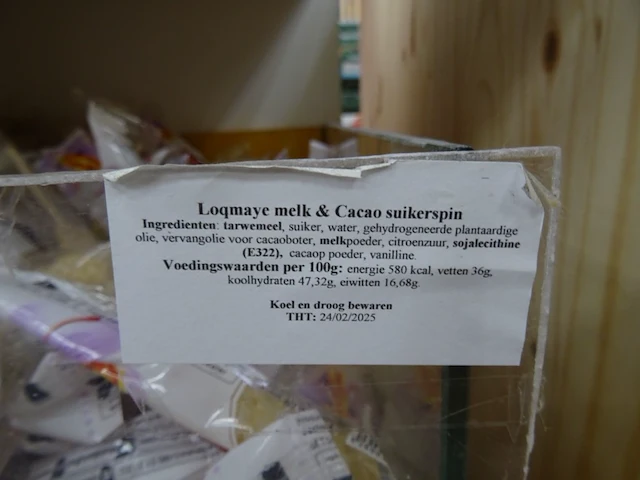 Loqmaye melk & Cacao suikerspin
Ingredienten: tarwemeel, suiker, water, gehydrogeneerde plantaardige
olie, vervangolie voor cacaoboter, melkpoeder, citroenzuur, sojalecithine
(E322), cacaop poeder, vanilline.
Voedingswaarden per 100g: energie 580 kcal, vetten 36g,
koolhydraten 47,32g, eiwitten 16,68g.
Koel en droog bewaren
THT: 24/02/2025